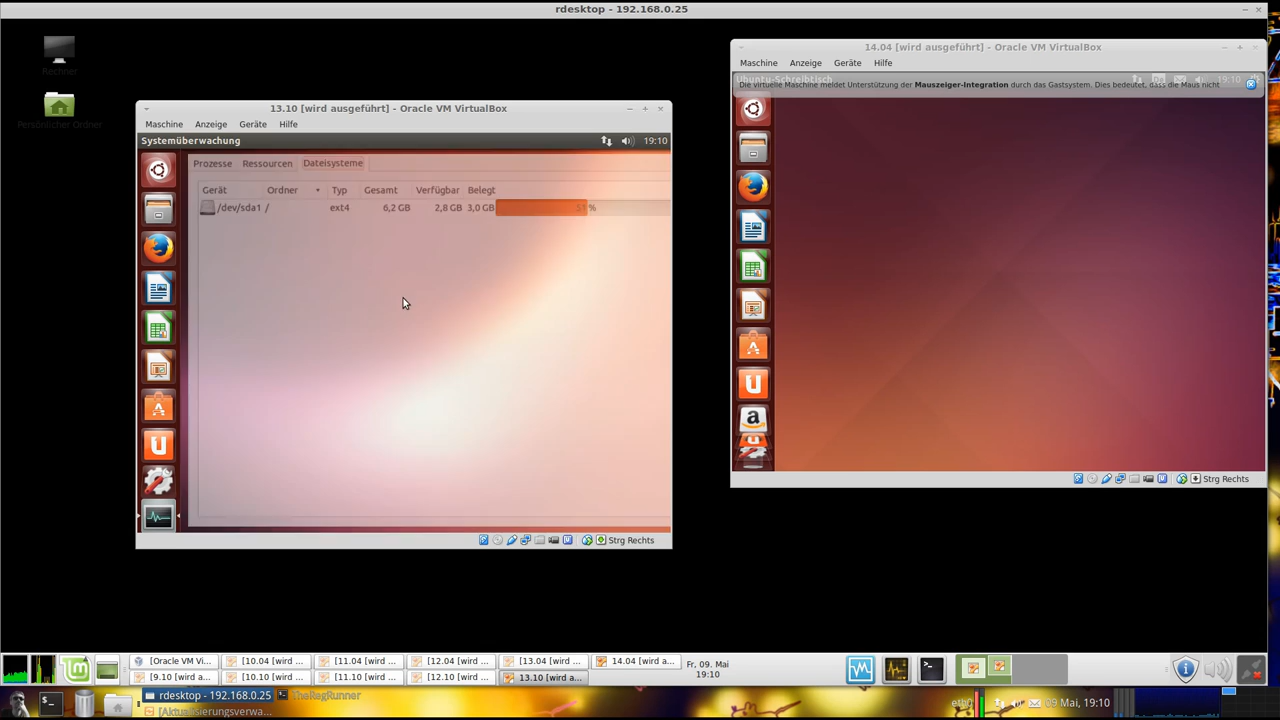 rdesktop - 192.168.0.25
Rechner
Persönlicher Ordner
14.04 [wird ausgeführt] - Oracle VM VirtualBox
Maschine Anzeige Geräte Hilfe
Ubuntu-Schreibtisch
19:10
Die virtuelle Maschine meldet Unterstützung der Mauszeiger-Integration durch das Gastsystem. Dies bedeutet, dass die Maus nicht
13.10 [wird ausgeführt] - Oracle VM VirtualBox
Maschine Anzeige Geräte Hilfe
Systemüberwachung 19:10
Prozesse Ressourcen Dateisysteme
Gerät Ordner Typ Gesamt Verfügbar Belegt
/dev/sda1 / ext4 6,2 GB 2,8 GB 3,0 GB 51 %
Strg Rechts
Strg Rechts
[Oracle VM Vi... [10.04 [wird ... [11.04 [wird ... [12.04 [wird ... [13.04 [wird ... 14.04 [wird a...
[9.10 [wird a... [10.10 [wird ... [11.10 [wird ... [12.10 [wird ... 13.10 [wird a...
Fr, 09. Mai
19:10
rdesktop - 192.168.0.25 TheRegRunner
[Aktualisierungsverwa...
eth0 09 Mai, 19:10